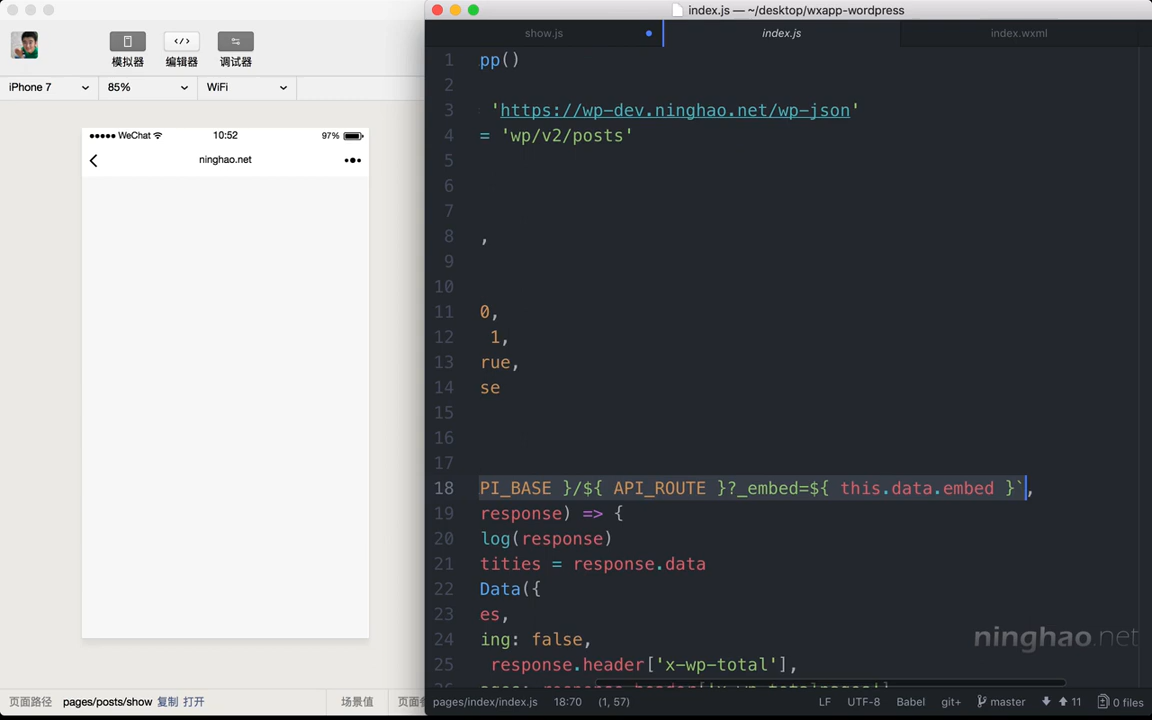 index.js — ~/desktop/wxapp-wordpress
模拟器 编辑器 调试器
iPhone 7 85% WiFi
WeChat 10:52 97%
ninghao.net
show.js index.js index.wxml
1 pp()
2
3 'https://wp-dev.ninghao.net/wp-json'
4 = 'wp/v2/posts'
5
6
7
8 ,
9
10
11 0,
12 1,
13 rue,
14 se
15
16
17
18 PI_BASE }/${ API_ROUTE }?_embed=${ this.data.embed }`,
19 response) => {
20 log(response)
21 tities = response.data
22 Data({
23 es,
24 ing: false,
25 response.header['x-wp-total'],
ninghao.net
页面路径 pages/posts/show 复制 打开 场景值 页面参
pages/index/index.js 18:70 (1, 57) LF UTF-8 Babel git+ master 11 0 files